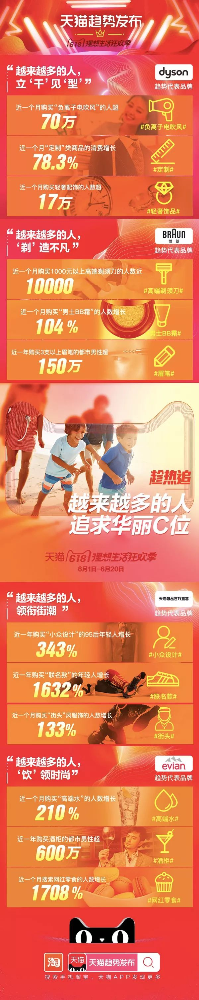 天猫趋势发布
618理想生活狂欢季
“越来越多的人，
立‘干’见‘型’”
dyson
趋势代表品牌
近一个月购买“负离子电吹风”的人超
70万
#负离子电吹风#
近一个月“定制”类商品的消费增长
78.3%
#定制#
近一个月购买轻奢配饰的人数超
17万
#轻奢饰品#
“越来越多的人，
‘剃’造不凡”
BRAUN
博朗
趋势代表品牌
近一个月购买1000元以上高端剃须刀的人数近
10000
#高端剃须刀#
近一个月购买“男士BB霜”的人数增长
104%
男士BB霜#
近一年购买3支以上眉笔的都市男性超
150万
#眉笔#
趁热追
越来越多的人
追求华丽C位
天猫618理想生活狂欢季
6月1日-6月20日
“越来越多的人，
领衔街潮”
天猫奢品官方直营
趋势代表品牌
近一年购买“小众设计”的95后年轻人增长
343%
#小众设计#
近一年购买“联名款”的年轻人增长
1632%
#联名款#
近一个月购买“街头”风服饰的人数增长
133%
#街头#
“越来越多的人，
‘饮’领时尚”
evian
趋势代表品牌
近一个月购买“高端水”的人数增长
210%
#高端水#
近一年购买酒柜的都市男性超
600万
#酒柜#
近一个月搜索网红零食的人数增长
1708%
#网红零食#
淘
天猫
天猫趋势发布
搜索手机淘宝、天猫APP发现更多